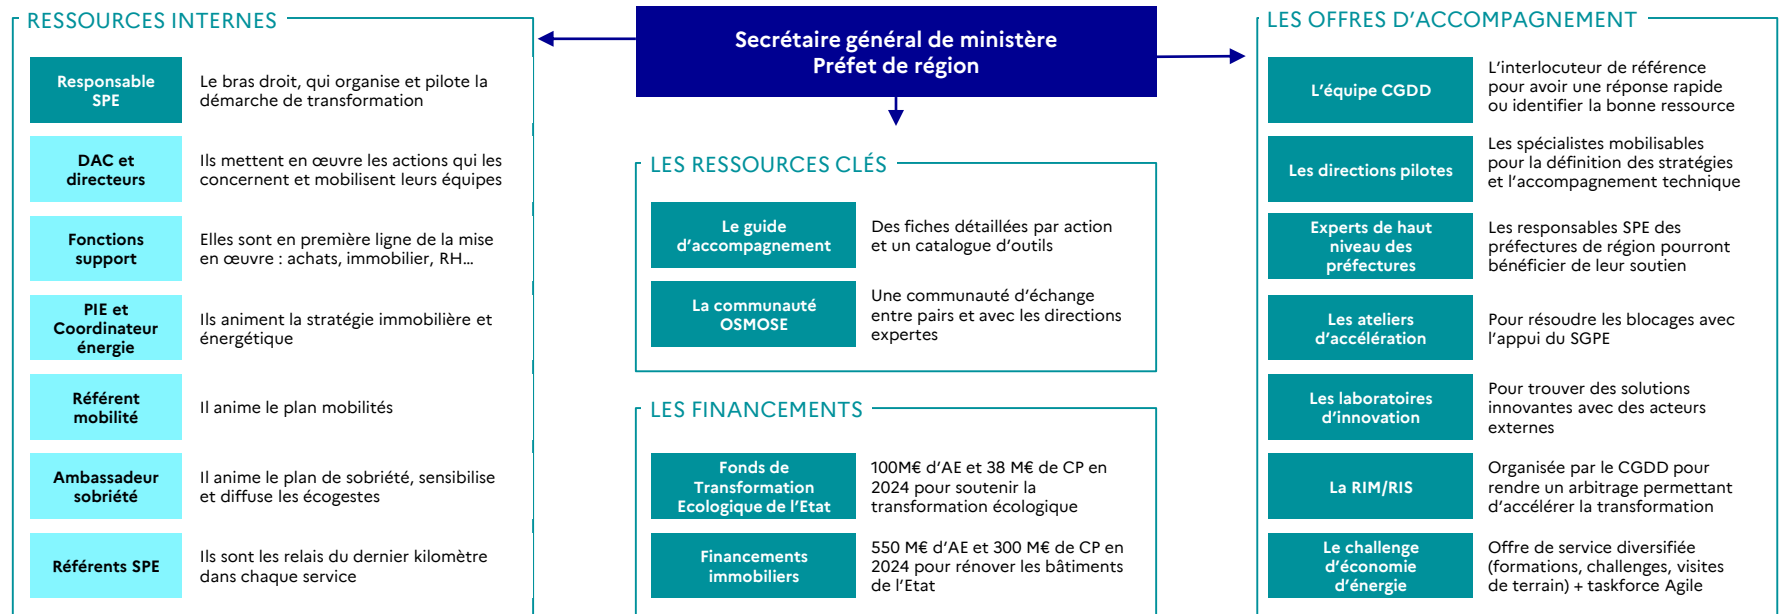 RESSOURCES INTERNES
Responsable
SPE
Le bras droit, qui organise et pilote la
démarche de transformation
DAC et
directeurs
Ils mettent en œuvre les actions qui les
concernent et mobilisent leurs équipes
Fonctions
support
Elles sont en première ligne de la mise
en œuvre : achats, immobilier, RH…
PIE et
Coordinateur
énergie
Ils animent la stratégie immobilière et
énergétique
Référent
mobilité
Il anime le plan mobilités
Ambassadeur
sobriété
Il anime le plan de sobriété, sensibilise
et diffuse les écogestes
Référents SPE
Ils sont les relais du dernier kilomètre
dans chaque service
Secrétaire général de ministère
Préfet de région
LES RESSOURCES CLÉS
Le guide
d’accompagnement
Des fiches détaillées par action
et un catalogue d’outils
La communauté
OSMOSE
Une communauté d’échange
entre pairs et avec les directions
expertes
LES FINANCEMENTS
Fonds de
Transformation
Ecologique de l’Etat
100M€ d’AE et 38 M€ de CP en
2024 pour soutenir la
transformation écologique
Financements
immobiliers
550 M€ d’AE et 300 M€ de CP en
2024 pour rénover les bâtiments
de l’Etat
LES OFFRES D’ACCOMPAGNEMENT
L’équipe CGDD
L’interlocuteur de référence
pour avoir une réponse rapide
ou identifier la bonne ressource
Les directions pilotes
Les spécialistes mobilisables
pour la définition des stratégies
et l’accompagnement technique
Experts de haut
niveau des
préfectures
Les responsables SPE des
préfectures de région pourront
bénéficier de leur soutien
Les ateliers
d’accélération
Pour résoudre les blocages avec
l’appui du SGPE
Les laboratoires
d’innovation
Pour trouver des solutions
innovantes avec des acteurs
externes
La RIM/RIS
Organisée par le CGDD pour
rendre un arbitrage permettant
d’accélérer la transformation
Le challenge
d’économie
d’énergie
Offre de service diversifiée
(formations, challenges, visites
de terrain) + taskforce Agile